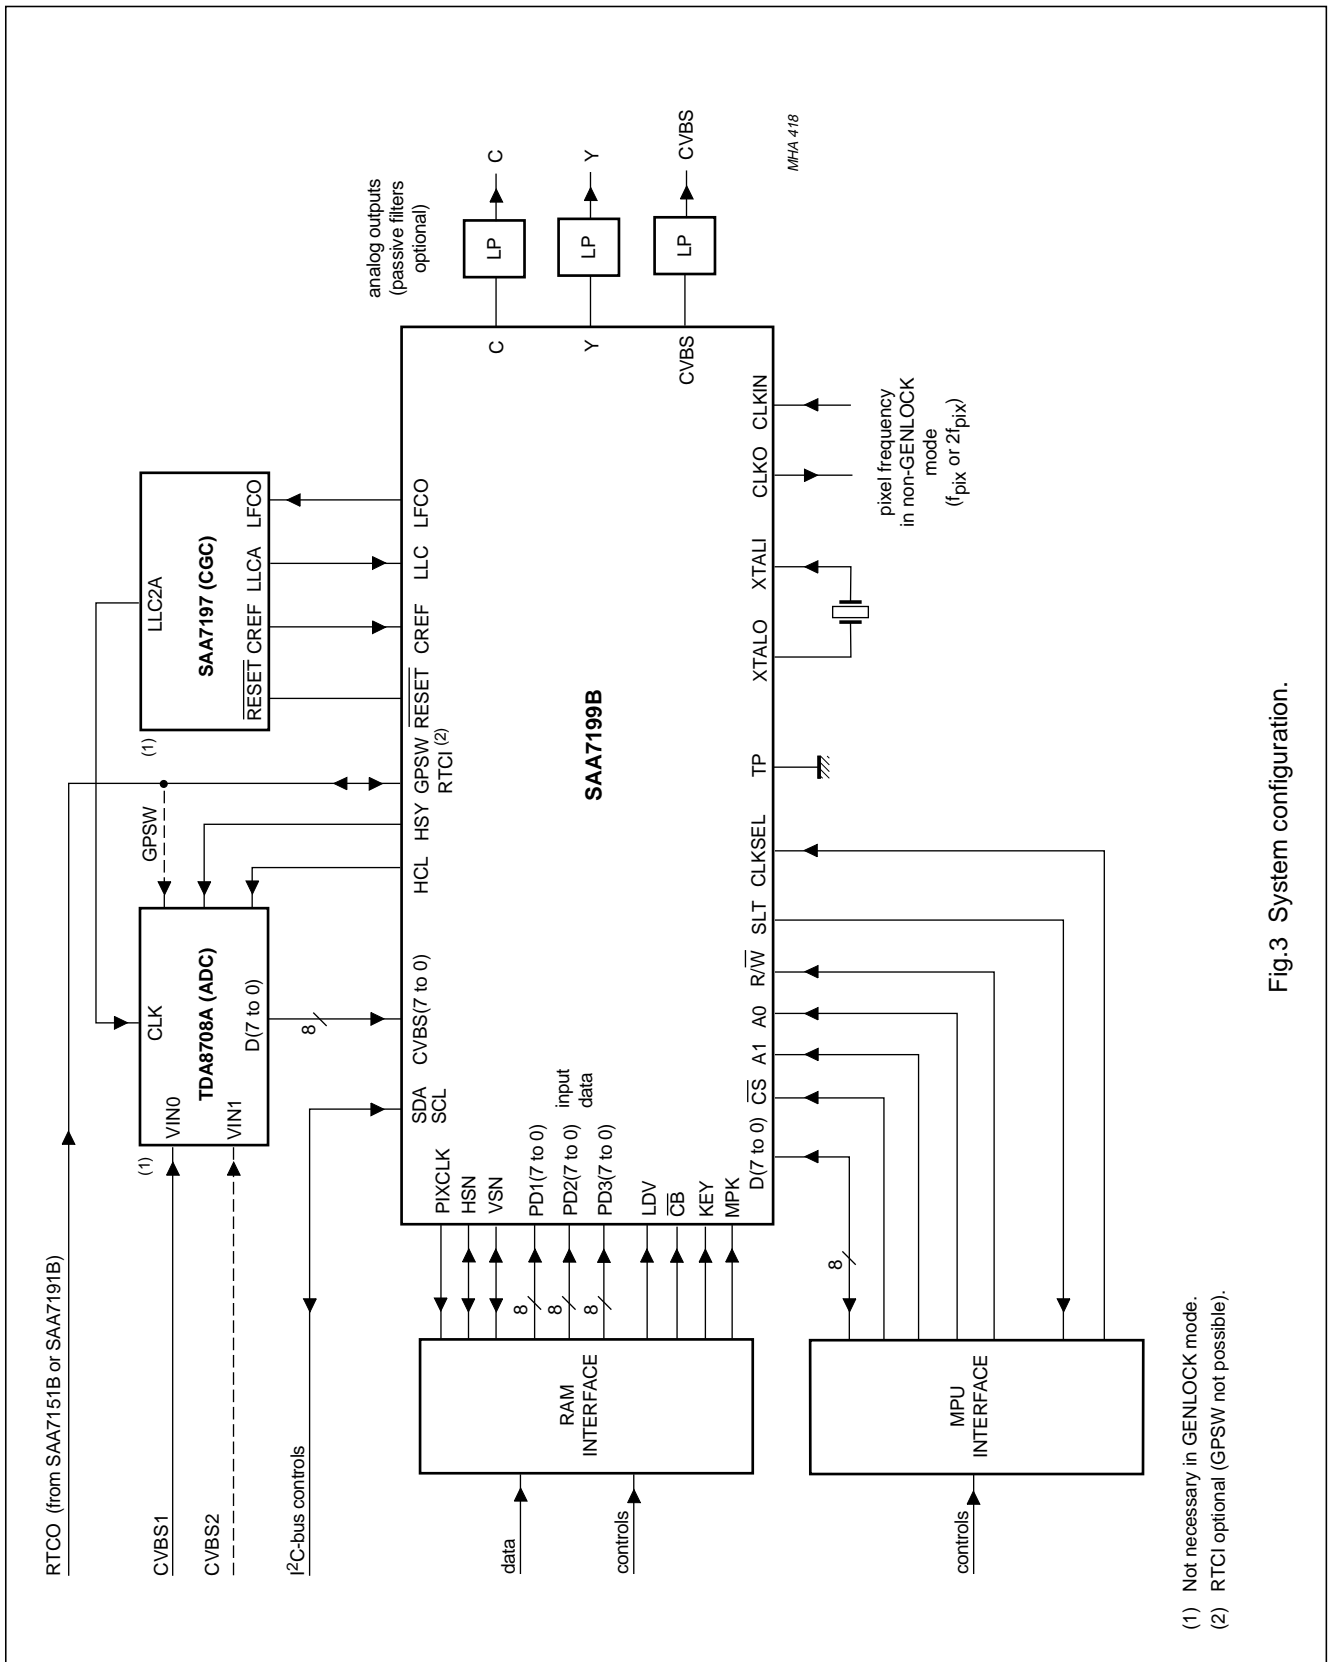 RTCO (from SAA7151B or SAA7191B)
CVBS1
CVBS2
I2C-bus controls
data
controls
controls
(1)
VIN0
VIN1
CLK
TDA8708A (ADC)
D(7 to 0)
8
GPSW
(1)
LLC2A
SAA7197 (CGC)
RESET
CREF
LLCA
LFCO
analog outputs
(passive filters
optional)
LP
C
LP
Y
LP
CVBS
MHA 418
SDA
SCL
CVBS(7 to 0)
HCL
HSY
GPSW
RTCI (2)
RESET
CREF
LLC
LFCO
C
Y
CVBS
PIXCLK
HSN
VSN
PD1(7 to 0)
PD2(7 to 0)
PD3(7 to 0)
input
data
LDV
CB
KEY
MPK
8
8
8
SAA7199B
RAM
INTERFACE
D(7 to 0)
CS
A1
A0
R/W
SLT
CLKSEL
TP
XTALO
XTALI
CLKO
CLKIN
8
MPU
INTERFACE
pixel frequency
in non-GENLOCK
mode
(fpix or 2fpix)
(1) Not necessary in GENLOCK mode.
(2) RTCI optional (GPSW not possible).
Fig.3 System configuration.